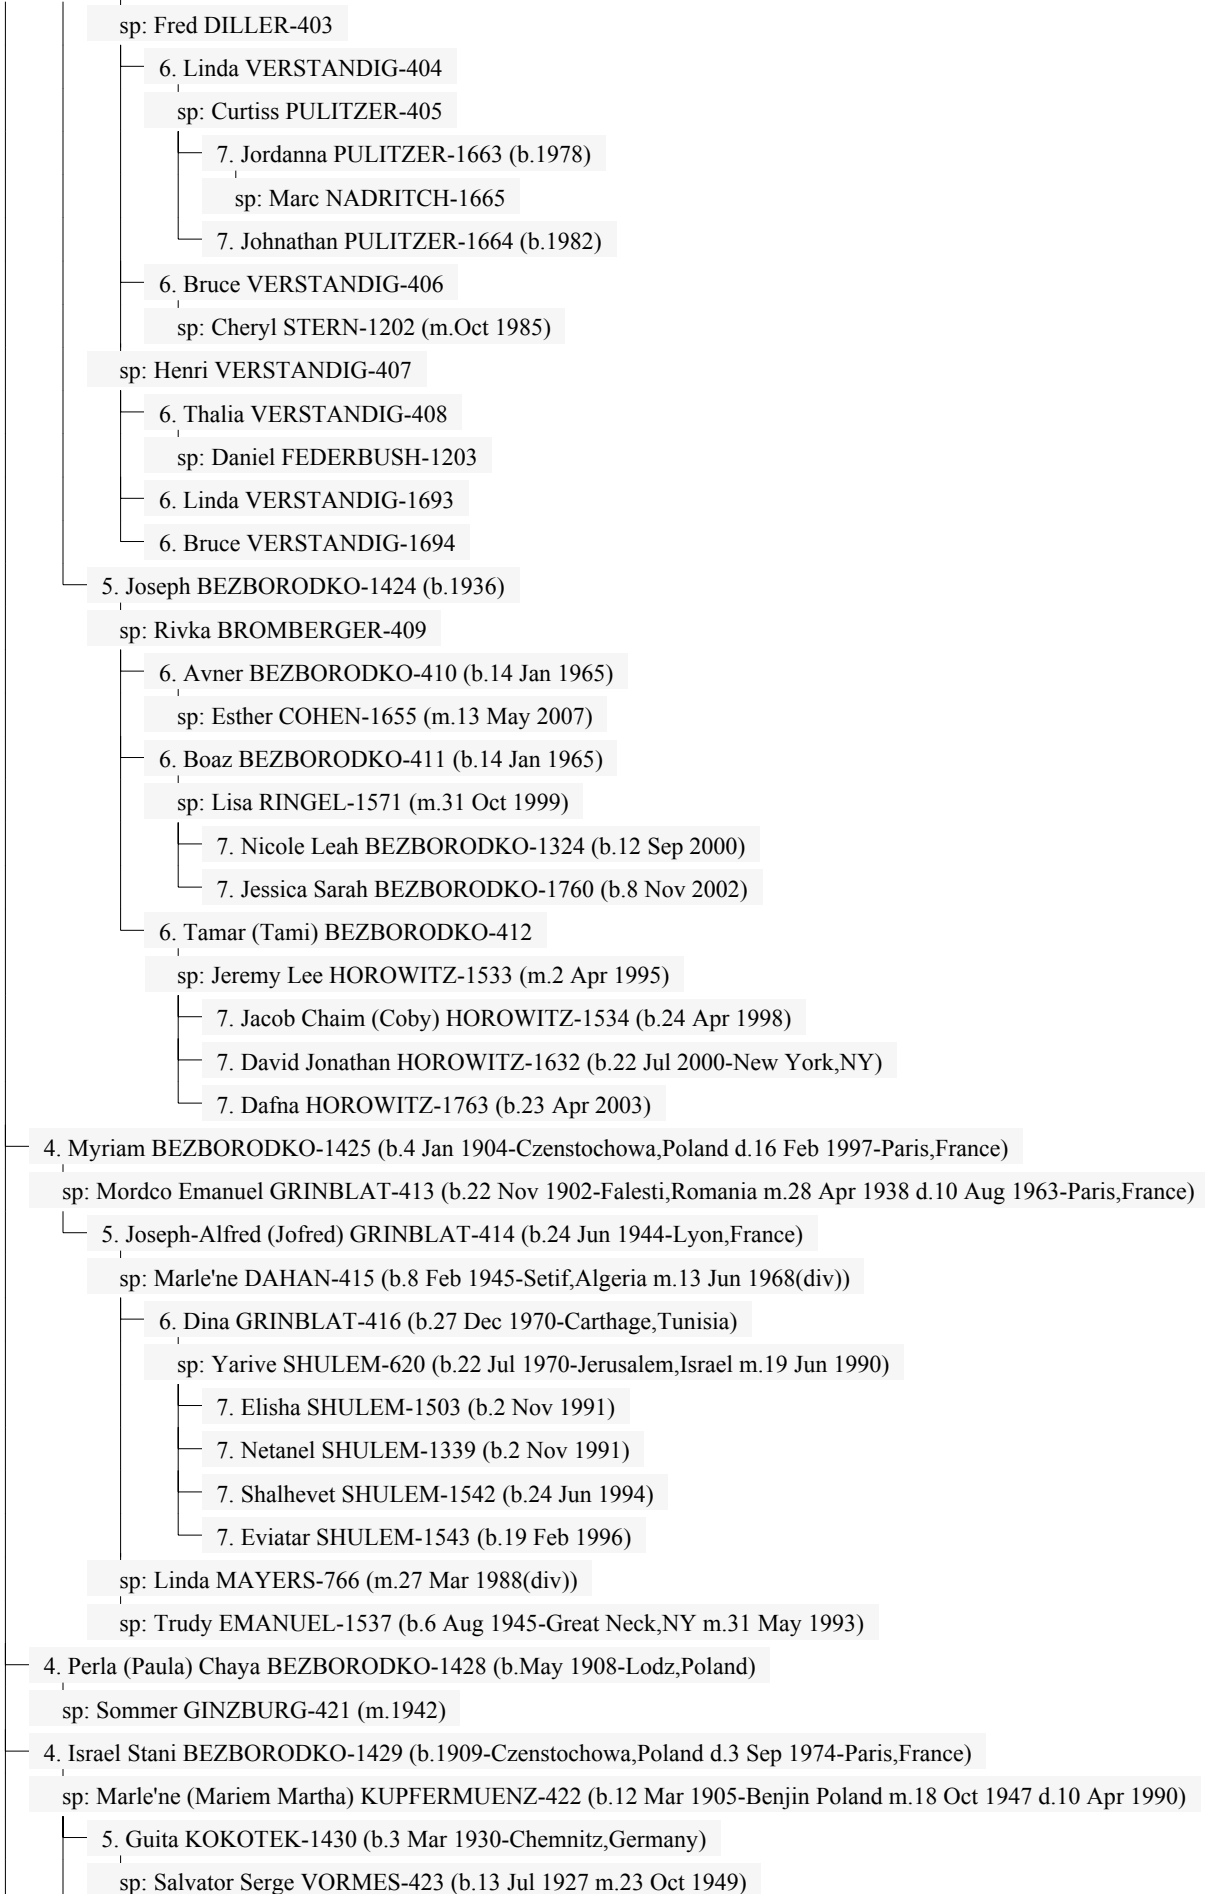 sp: Fred DILLER-403
6. Linda VERSTANDIG-404
sp: Curtiss PULITZER-405
7. Jordanna PULITZER-1663 (b.1978)
sp: Marc NADRITCH-1665
7. Johnathan PULITZER-1664 (b.1982)
6. Bruce VERSTANDIG-406
sp: Cheryl STERN-1202 (m.Oct 1985)
sp: Henri VERSTANDIG-407
6. Thalia VERSTANDIG-408
sp: Daniel FEDERBUSH-1203
6. Linda VERSTANDIG-1693
6. Bruce VERSTANDIG-1694
5. Joseph BEZBORODKO-1424 (b.1936)
sp: Rivka BROMBERGER-409
6. Avner BEZBORODKO-410 (b.14 Jan 1965)
sp: Esther COHEN-1655 (m.13 May 2007)
6. Boaz BEZBORODKO-411 (b.14 Jan 1965)
sp: Lisa RINGEL-1571 (m.31 Oct 1999)
7. Nicole Leah BEZBORODKO-1324 (b.12 Sep 2000)
7. Jessica Sarah BEZBORODKO-1760 (b.8 Nov 2002)
6. Tamar (Tami) BEZBORODKO-412
sp: Jeremy Lee HOROWITZ-1533 (m.2 Apr 1995)
7. Jacob Chaim (Coby) HOROWITZ-1534 (b.24 Apr 1998)
7. David Jonathan HOROWITZ-1632 (b.22 Jul 2000-New York,NY)
7. Dafna HOROWITZ-1763 (b.23 Apr 2003)
4. Myriam BEZBORODKO-1425 (b.4 Jan 1904-Czenstochowa,Poland d.16 Feb 1997-Paris,France)
sp: Mordco Emanuel GRINBLAT-413 (b.22 Nov 1902-Falesti,Romania m.28 Apr 1938 d.10 Aug 1963-Paris,France)
5. Joseph-Alfred (Jofred) GRINBLAT-414 (b.24 Jun 1944-Lyon,France)
sp: Marle'ne DAHAN-415 (b.8 Feb 1945-Setif,Algeria m.13 Jun 1968(div))
6. Dina GRINBLAT-416 (b.27 Dec 1970-Carthage,Tunisia)
sp: Yarive SHULEM-620 (b.22 Jul 1970-Jerusalem,Israel m.19 Jun 1990)
7. Elisha SHULEM-1503 (b.2 Nov 1991)
7. Netanel SHULEM-1339 (b.2 Nov 1991)
7. Shalhevet SHULEM-1542 (b.24 Jun 1994)
7. Eviatar SHULEM-1543 (b.19 Feb 1996)
sp: Linda MAYERS-766 (m.27 Mar 1988(div))
sp: Trudy EMANUEL-1537 (b.6 Aug 1945-Great Neck,NY m.31 May 1993)
4. Perla (Paula) Chaya BEZBORODKO-1428 (b.May 1908-Lodz,Poland)
sp: Sommer GINZBURG-421 (m.1942)
4. Israel Stani BEZBORODKO-1429 (b.1909-Czenstochowa,Poland d.3 Sep 1974-Paris,France)
sp: Marle'ne (Mariem Martha) KUPFERMUENZ-422 (b.12 Mar 1905-Benjin Poland m.18 Oct 1947 d.10 Apr 1990)
5. Guita KOKOTEK-1430 (b.3 Mar 1930-Chemnitz,Germany)
sp: Salvator Serge VORMES-423 (b.13 Jul 1927 m.23 Oct 1949)